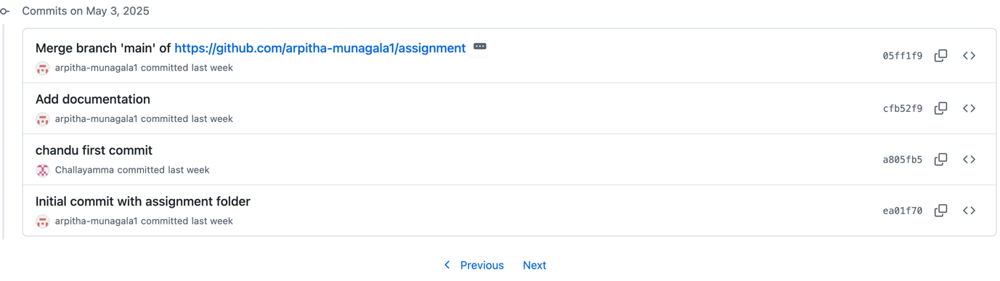 Commits on May 3, 2025
Merge branch 'main' of https://github.com/arpitha-munagala1/assignment
arpitha-munagala1 committed last week
05ff1f9
Add documentation
arpitha-munagala1 committed last week
cfb52f9
chandu first commit
Challayamma committed last week
a805fb5
Initial commit with assignment folder
arpitha-munagala1 committed last week
ea01f70
Previous Next